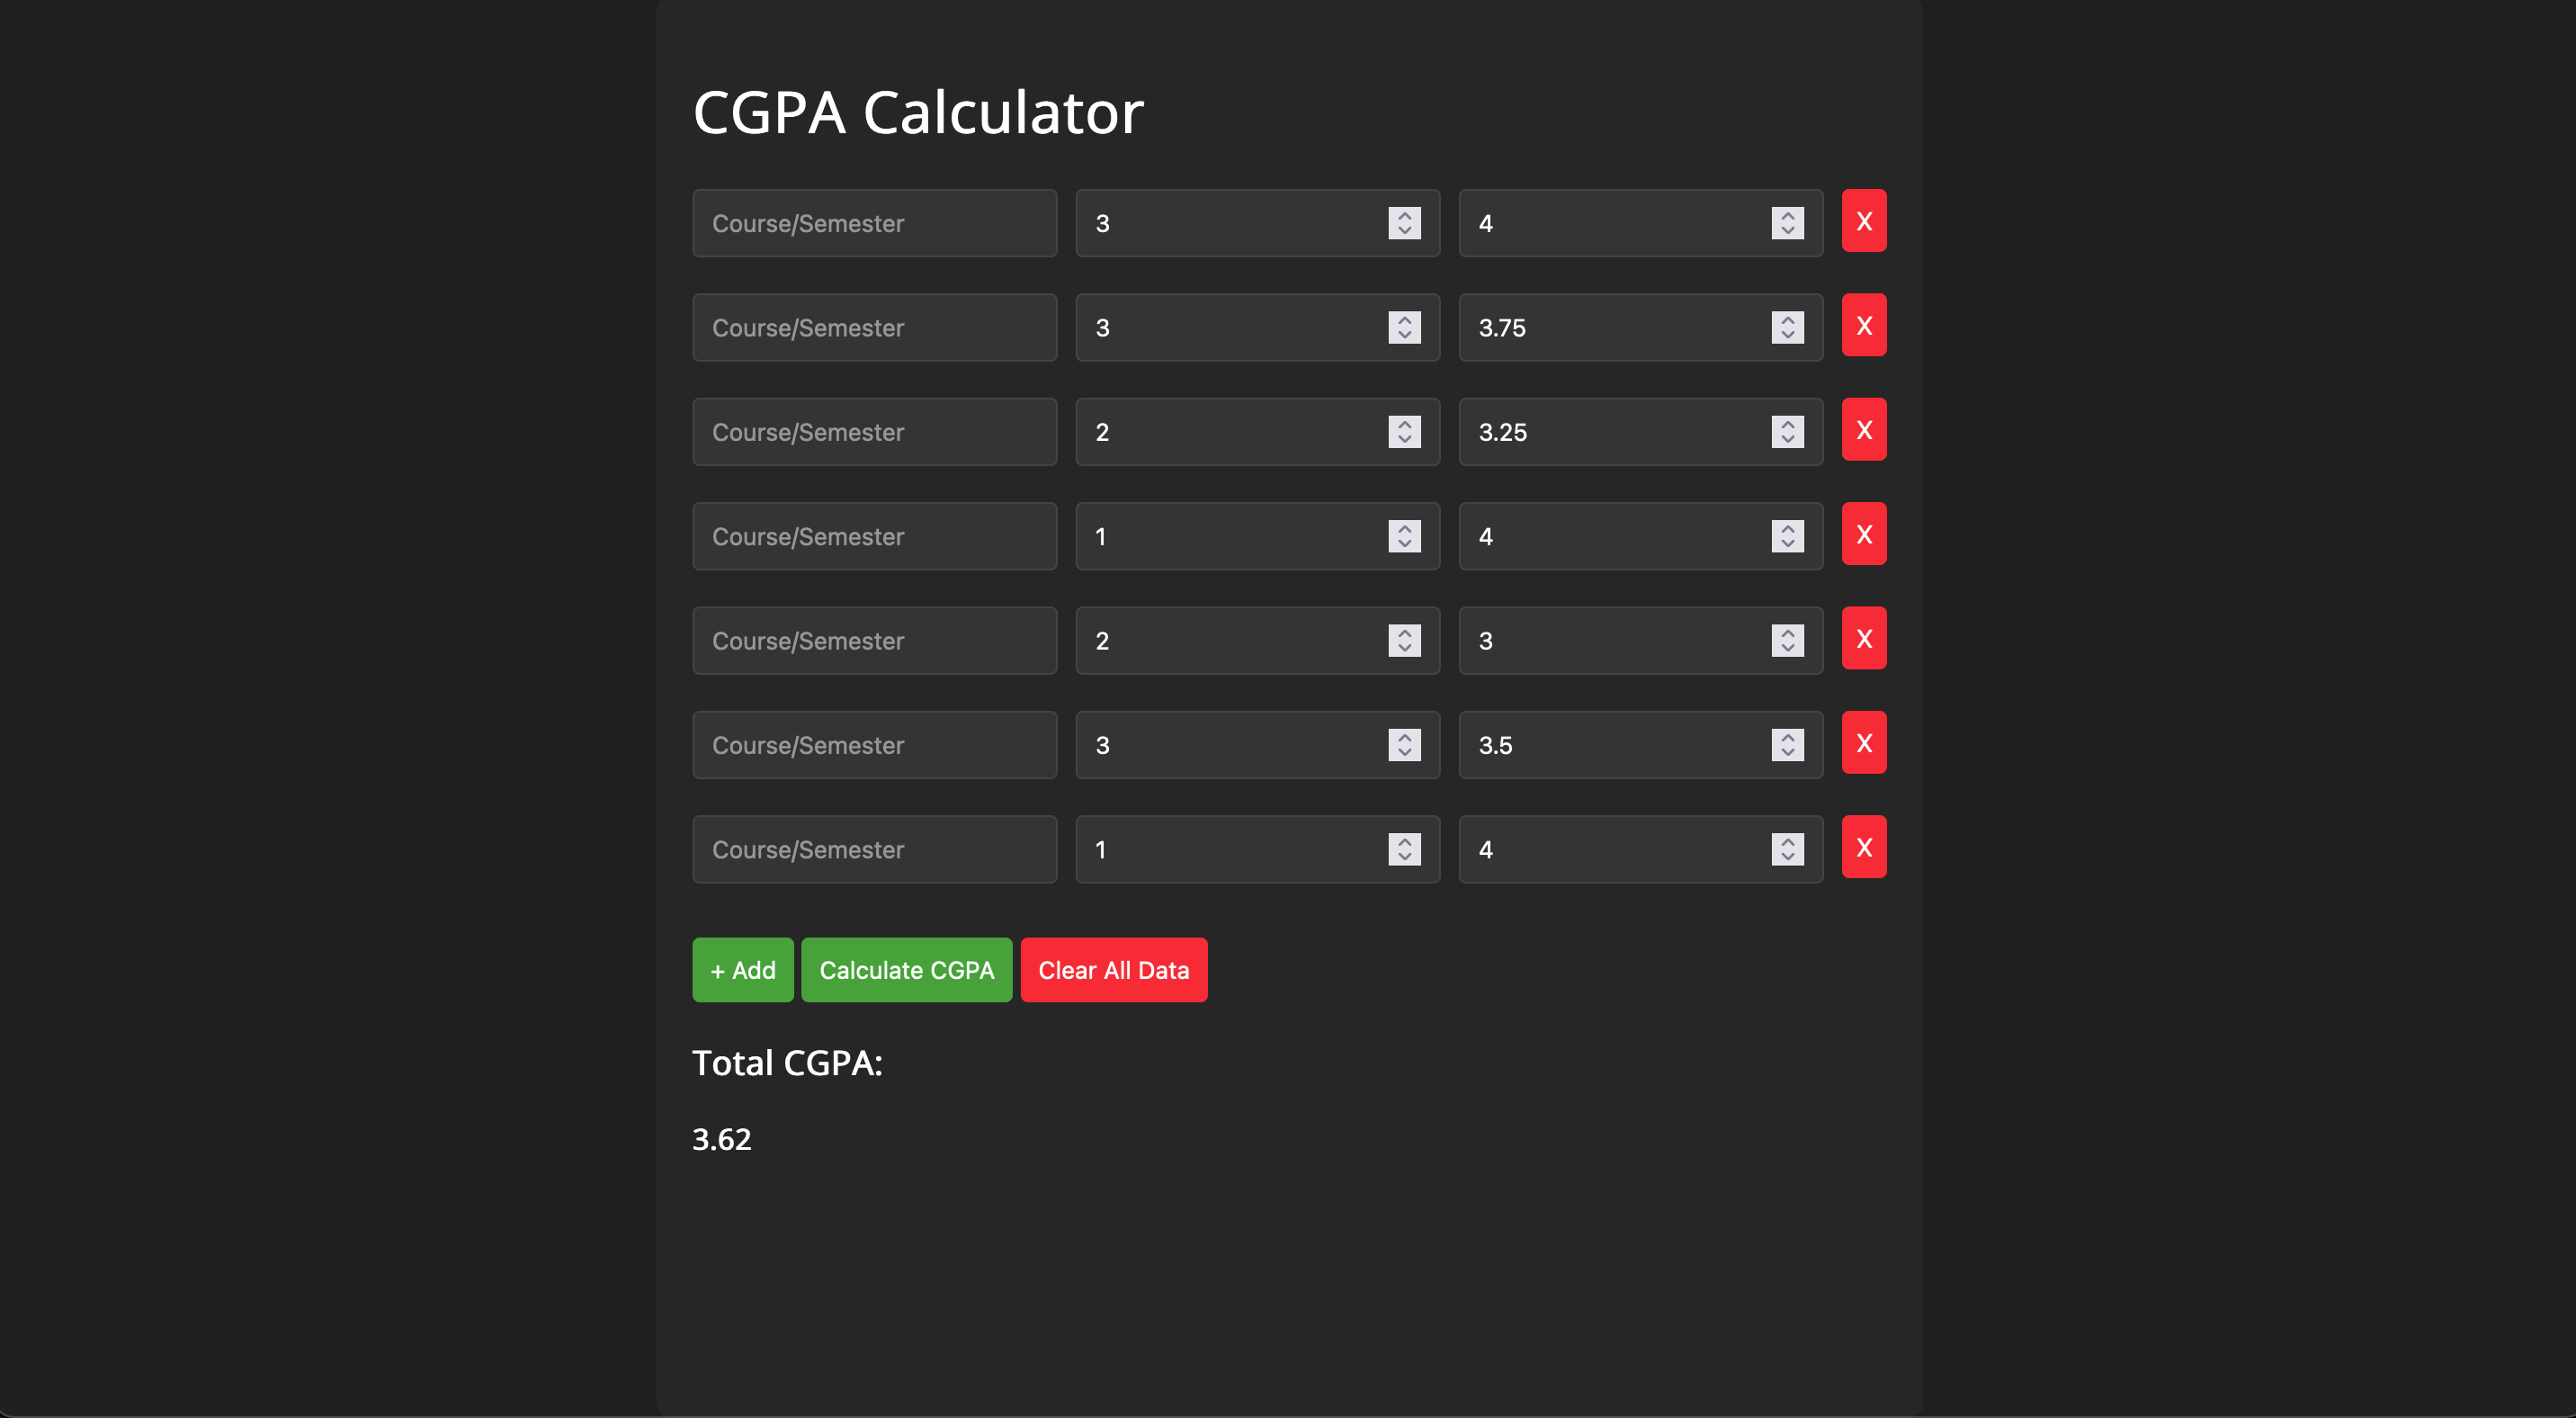 CGPA Calculator
Course/Semester 3 4 X
Course/Semester 3 3.75 X
Course/Semester 2 3.25 X
Course/Semester 1 4 X
Course/Semester 2 3 X
Course/Semester 3 3.5 X
Course/Semester 1 4 X
+ Add Calculate CGPA Clear All Data
Total CGPA:
3.62